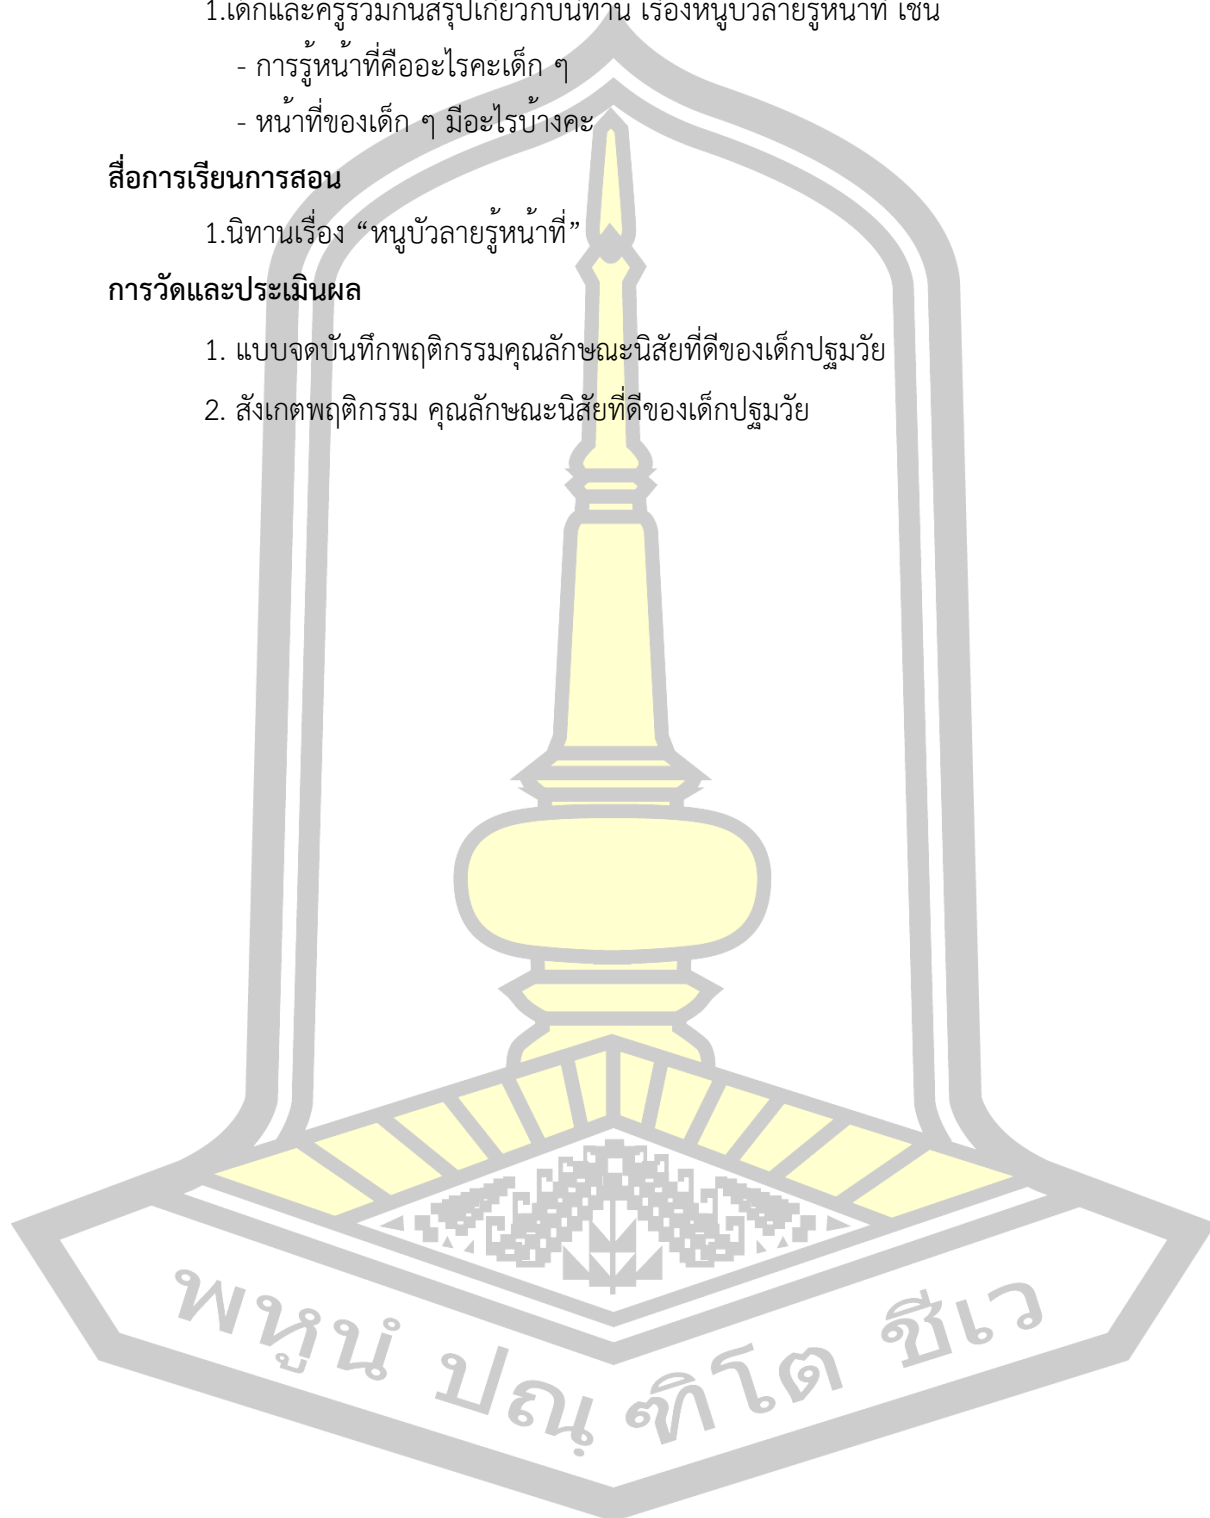 1.เด็กและครูร่วมกันสรุปเกี่ยวกับนิทาน เรื่องหนูบัวลายรู้หน้าที่ เช่น
- การรู้หน้าที่คืออะไรคะเด็ก ๆ
- หน้าที่ของเด็ก ๆ มีอะไรบ้างคะ
สื่อการเรียนการสอน
1.นิทานเรื่อง “หนูบัวลายรู้หน้าที่”
การวัดและประเมินผล
1. แบบจดบันทึกพฤติกรรมคุณลักษณะนิสัยที่ดีของเด็กปฐมวัย
2. สังเกตพฤติกรรม คุณลักษณะนิสัยที่ดีของเด็กปฐมวัย
พหูนํ ปณฺฑิโต ชีเว